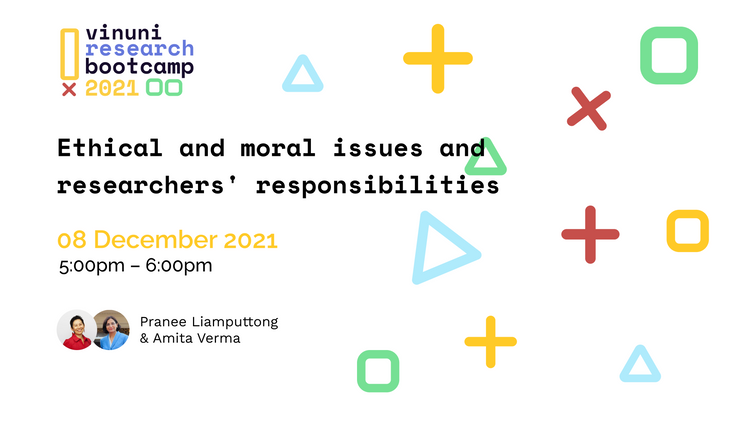 vinuni
research
bootcamp
2021
Ethical and moral issues and
researchers' responsibilities
08 December 2021
5:00pm – 6:00pm
Pranee Liamputtong
& Amita Verma